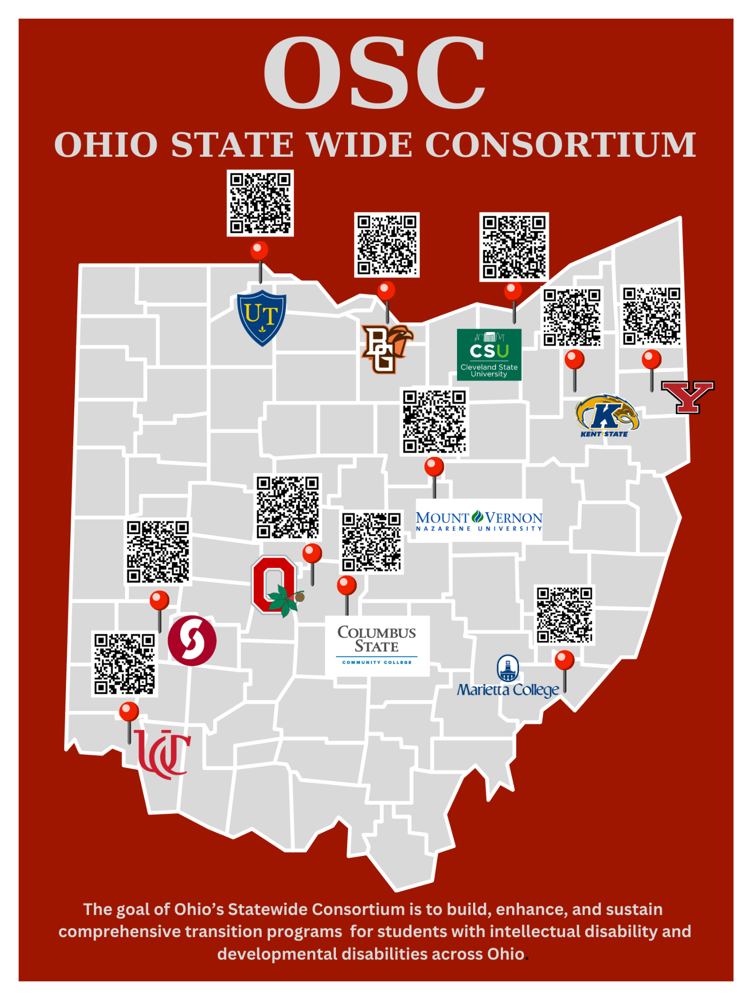 OSC
OHIO STATE WIDE CONSORTIUM
UT
BG
CSU
Cleveland State
University
Y
K
KENT STATE
MOUNT VERNON
NAZARENE UNIVERSITY
O
COLUMBUS
STATE
COMMUNITY COLLEGE
S
Marietta College
UC
The goal of Ohio’s Statewide Consortium is to build, enhance, and sustain
comprehensive transition programs for students with intellectual disability and
developmental disabilities across Ohio.